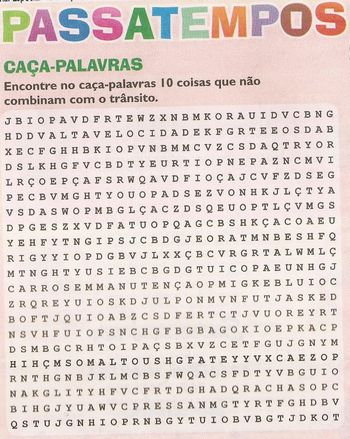 PASSATEMPOS
CAÇA-PALAVRAS
Encontre no caça-palavras 10 coisas que não
combinam com o trânsito.
J B I O P A V D F R T E W Z X N B M K O R A U I D V C B N G
H D D V A L T A V E L O C I D A D E K F G R T E E O S D A B
X E C F G H H B K I O P V N B M M C V Z C S D A Q T R Y O R
D S L K H G F V C B D T Y E U R T I O P N E P A Z N C M V I
L R Ç O E P Ç A F S R W Q A V D F I O Ç A J C V F Z D S E G
P E C B V M G H T Y O U O P A D S E Z V O N H K J L Ç T Y A
V S D A S W O P M B G L Ç A C Z D S Q E U O P T L Ç V M G S
D P G E S Z X V D F A T U O P Q A G C B S H K Ç A C O A E U
Y E H F Y T N G I P S J C B D G J E O R A T M N B E S H F Q
R I G Y Y I O P D G B V J L X X Ç B C V R G R T A L W M L Ç
M T N G H T Y U S I E B C B G D G T U I C O P A E U N H G J
C A R R O S E M M A N U T E N Ç A O P M I G K E B L U I O C
Z R Q R E Y U I O S K D J U L P O N M V N F U T J A S K E D
B O F T J Q U I O A B Z C S D F E R T C T J V U O R E Y R T
N S V H F U I O P S N C H G F B G B A G O K I O E P K A C P
D S M B G C R H T O I P A Ç S B X V Z C E T F G U J G N Y M
H I H Ç M S O M A L T O U S H G F A T E Y Y V X C A E Z O P
R N T H G N B J K L M C B S F W Q A C S F D T Y V B G U I O
N A K G L I T Y H F V C F R T D G H A D Q R A C H A S O P C
B I H G J Y U A W V C P R E S S A N M G T Y R T F G H D B V
Q S T U J G N H I O P R N B G Y T U I O B V B G T J D K O T